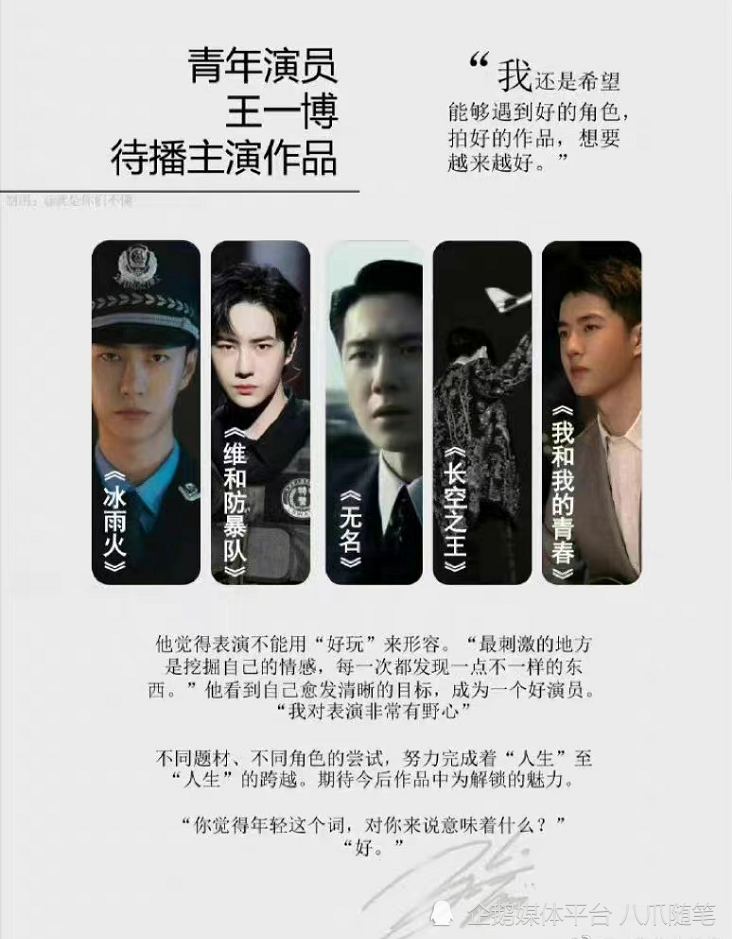 青年演员
王一博
待播主演作品
“我还是希望
能够遇到好的角色，
拍好的作品，想要
越来越好。”
《冰雨火》
《维和防暴队》
特警
《无名》
《长空之王》
《我和我的青春》
他觉得表演不能用“好玩”来形容。“最刺激的地方
是挖掘自己的情感，每一次都发现一点不一样的东
西。”他看到自己愈发清晰的目标，成为一个好演员。
“我对表演非常有野心”
不同题材、不同角色的尝试，努力完成着“人生”至
“人生”的跨越。期待今后作品中为解锁的魅力。
“你觉得年轻这个词，对你来说意味着什么？”
“好。”
企鹅媒体平台 八爪随笔